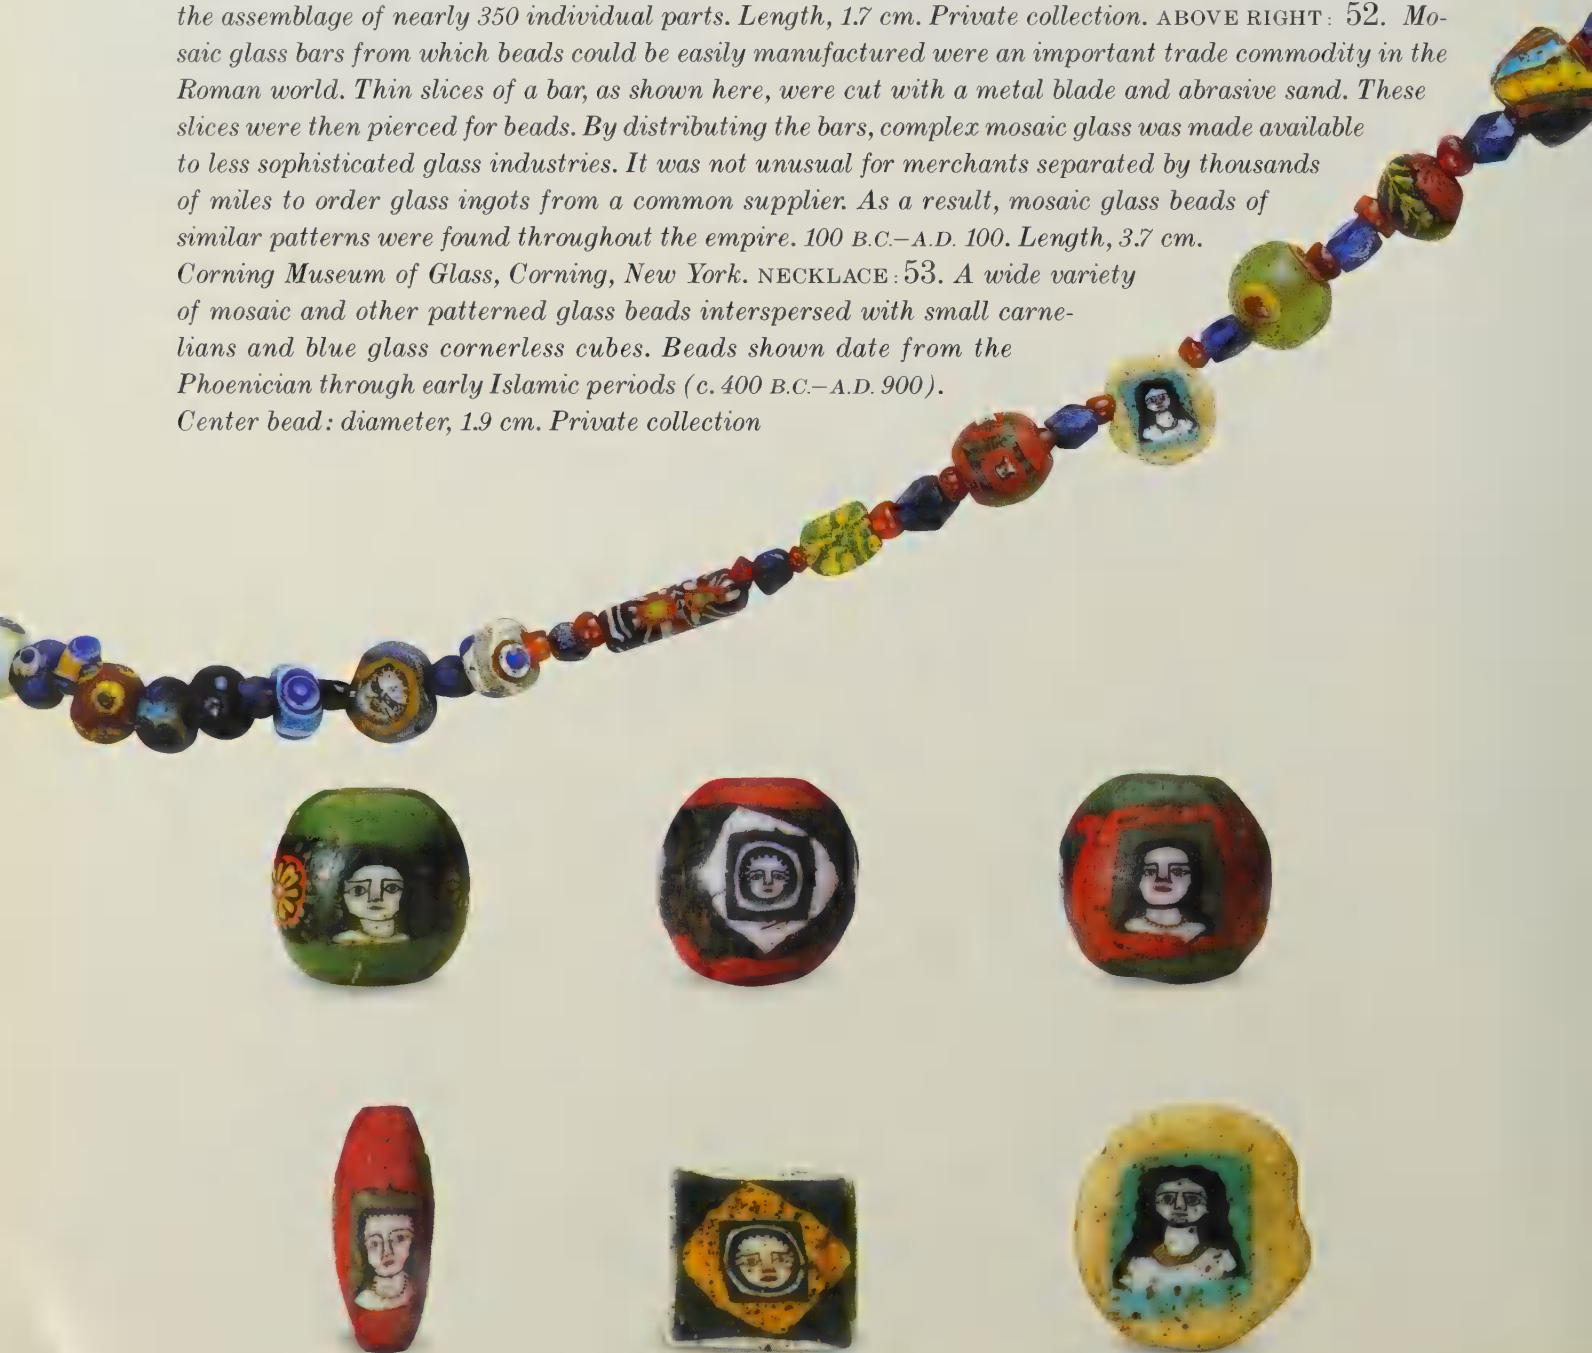 the assemblage of nearly 350 individual parts. Length, 1.7 cm. Private collection. ABOVE RIGHT: 52. Mo-
saic glass bars from which beads could be easily manufactured were an important trade commodity in the
Roman world. Thin slices of a bar, as shown here, were cut with a metal blade and abrasive sand. These
slices were then pierced for beads. By distributing the bars, complex mosaic glass was made available
to less sophisticated glass industries. It was not unusual for merchants separated by thousands
of miles to order glass ingots from a common supplier. As a result, mosaic glass beads of
similar patterns were found throughout the empire. 100 B.C.–A.D. 100. Length, 3.7 cm.
Corning Museum of Glass, Corning, New York. NECKLACE: 53. A wide variety
of mosaic and other patterned glass beads interspersed with small carne-
lians and blue glass cornerless cubes. Beads shown date from the
Phoenician through early Islamic periods (c. 400 B.C.–A.D. 900).
Center bead: diameter, 1.9 cm. Private collection